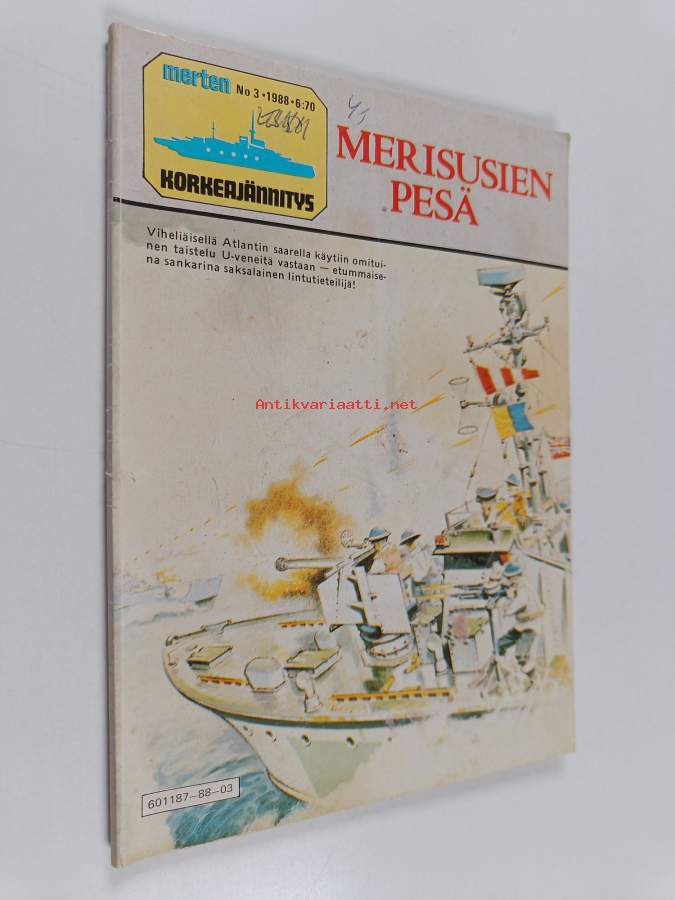 merten No 3 • 1988 • 6:70
KORKEAJÄNNITYS
MERISUSIEN
PESÄ
Viheliäisellä Atlantin saarella käytiin omitui-
nen taistelu U-veneitä vastaan — etummaise-
na sankarina saksalainen lintutieteilijä!
Antikvariaatti.net
601187-88-03